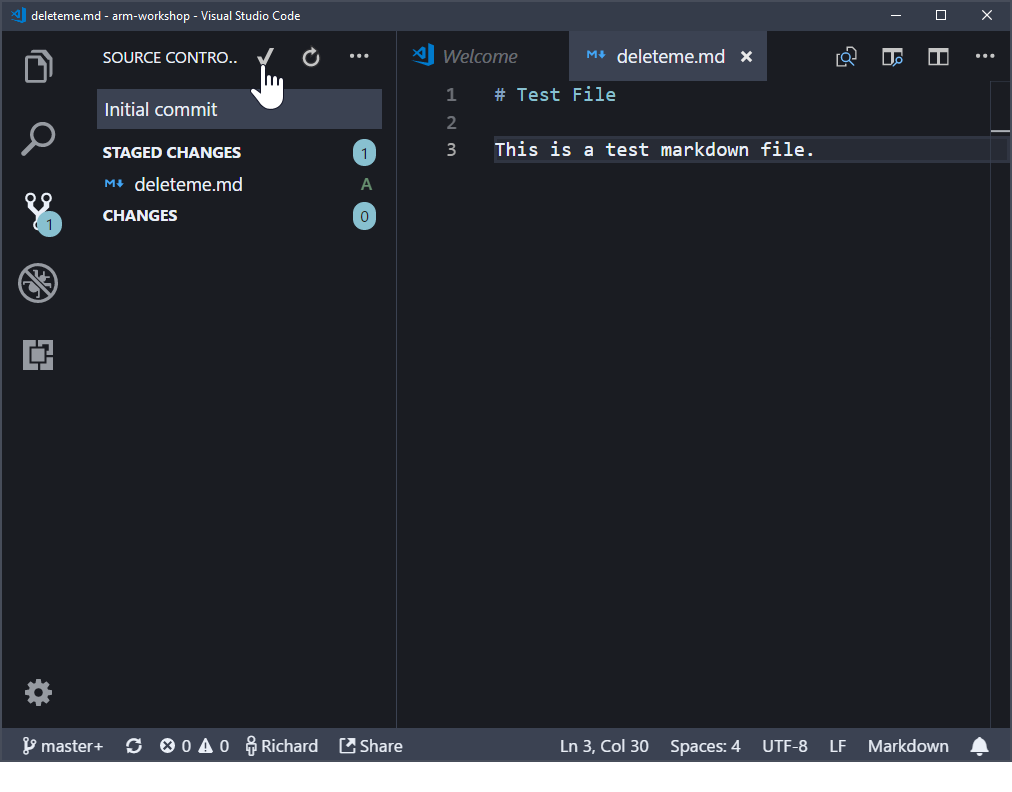 deleteme.md - arm-workshop - Visual Studio Code
SOURCE CONTRO..
Initial commit
STAGED CHANGES 1
deleteme.md A
CHANGES 0
1
Welcome
deleteme.md
1 # Test File
2
3 This is a test markdown file.
master+ 0 0 Richard Share Ln 3, Col 30 Spaces: 4 UTF-8 LF Markdown